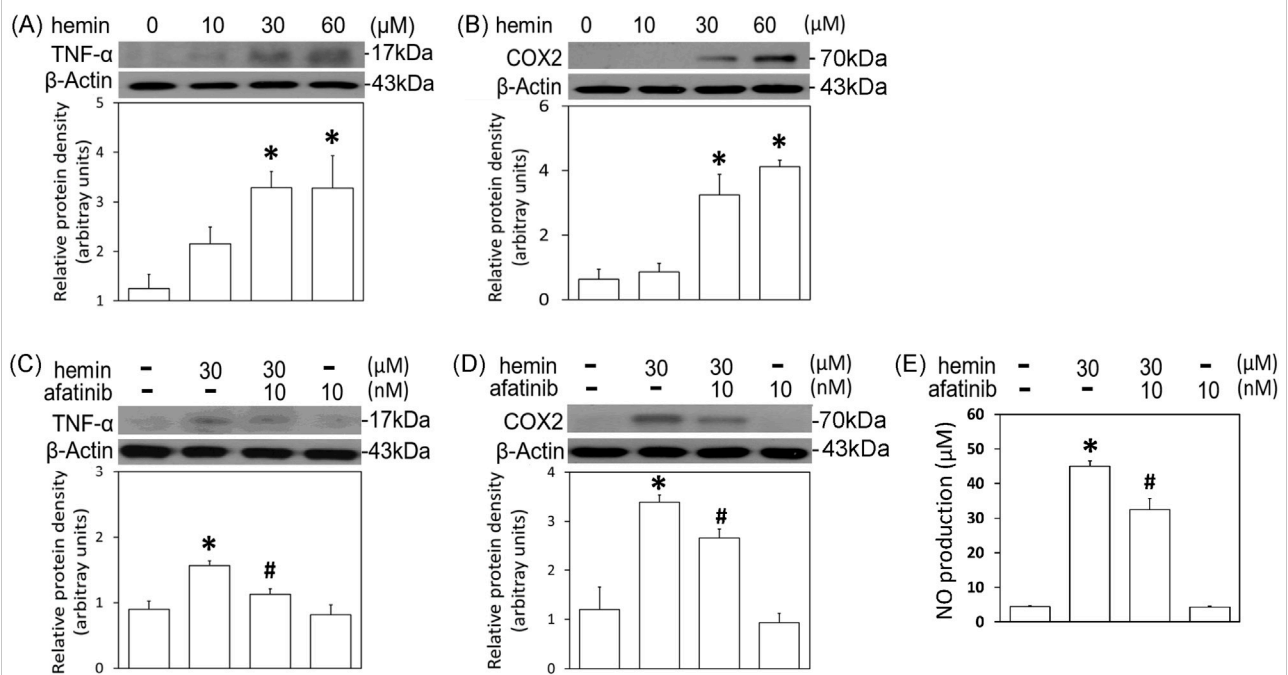 (A) hemin 0 10 30 60 (μM)
TNF-α -17kDa
β-Actin -43kDa
Relative protein density
(arbitray units)
5
4
3
2
1
* *
(B) hemin 0 10 30 60 (μM)
COX2 - 70kDa
β-Actin - 43kDa
Relative protein density
(arbitray units)
6
4
2
0
* *
(C) hemin - 30 30 - (μM)
afatinib - - 10 10 (nM)
TNF-α -17kDa
β-Actin -43kDa
Relative protein density
(arbitray units)
3
2
1
0
* #
(D) hemin - 30 30 - (μM)
afatinib - - 10 10 (nM)
COX2 -70kDa
β-Actin -43kDa
Relative protein density
(arbitray units)
4
3
2
1
0
* #
(E) hemin - 30 30 - (μM)
afatinib - - 10 10 (nM)
NO production (μM)
60
50
40
30
20
10
0
* #